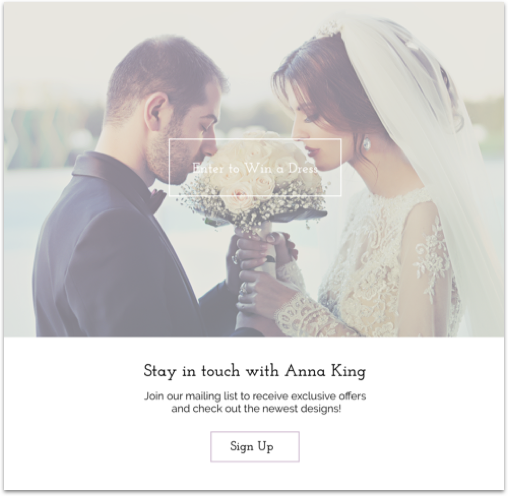 Enter to Win a Dress
Stay in touch with Anna King
Join our mailing list to receive exclusive offers
and check out the newest designs!
Sign Up